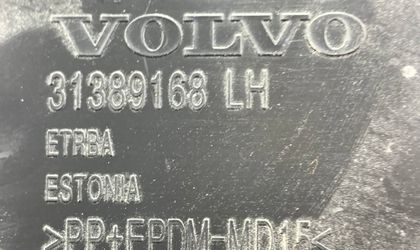 VOLVO
31389168 LH
ETRBA
ESTONIA
>PP+EPDM-MD15<